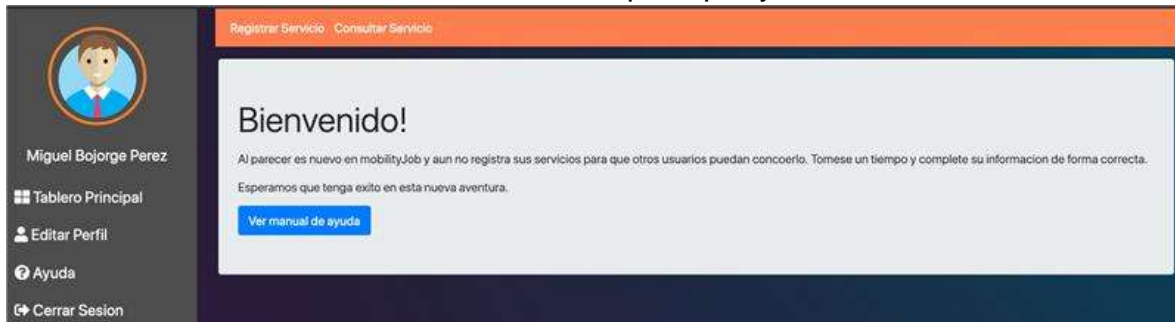 Registrar Servicio Consultar Servicio
Miguel Bojorge Perez
Tablero Principal
Editar Perfil
Ayuda
Cerrar Sesion
Bienvenido!
Al parecer es nuevo en mobilityJob y aun no registra sus servicios para que otros usuarios puedan concoerlo. Tomese un tiempo y complete su informacion de forma correcta.
Esperamos que tenga exito en esta nueva aventura.
Ver manual de ayuda